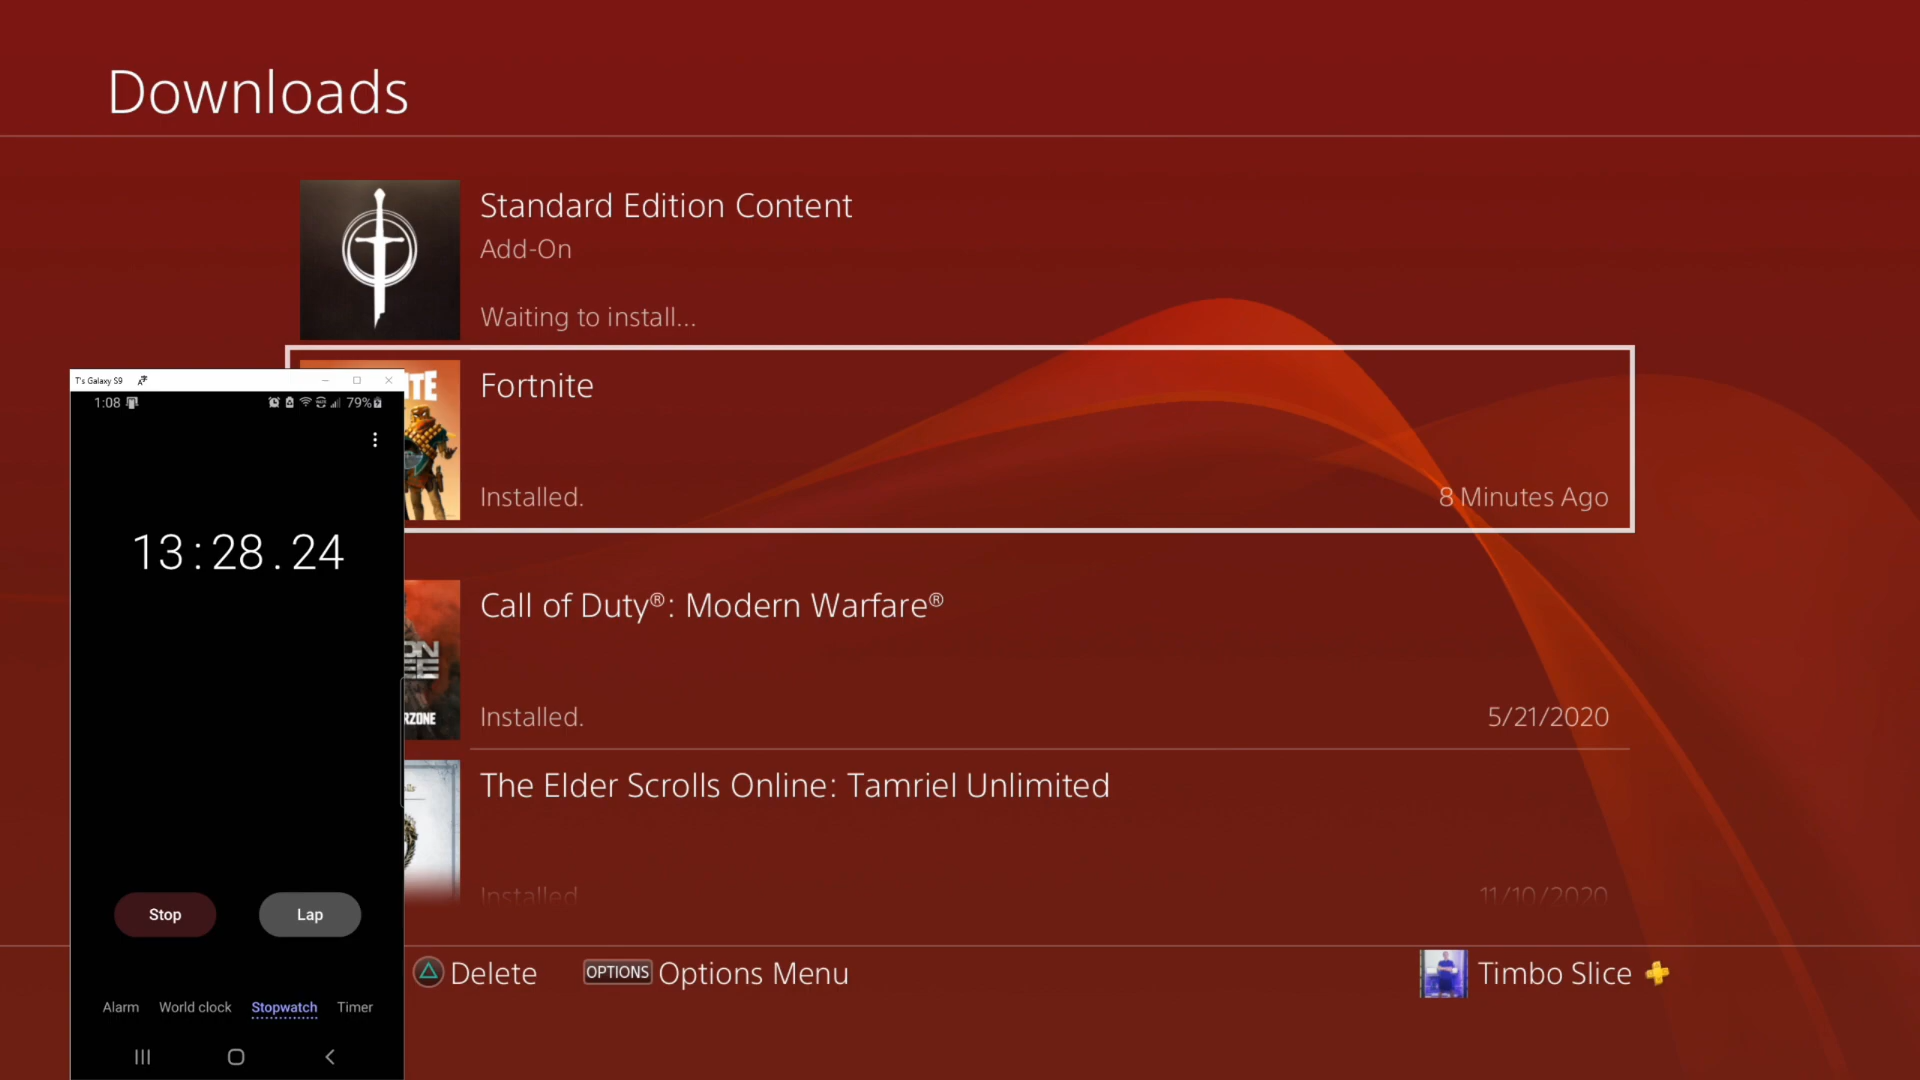 Downloads
Standard Edition Content
Add-On
Waiting to install...
Fortnite
Installed.
8 Minutes Ago
Call of Duty®: Modern Warfare®
Installed.
5/21/2020
The Elder Scrolls Online: Tamriel Unlimited
Installed
11/10/2020
T's Galaxy S9
1:08
79%
13:28.24
Stop
Lap
Alarm World clock Stopwatch Timer
Delete
OPTIONS Options Menu
Timbo Slice